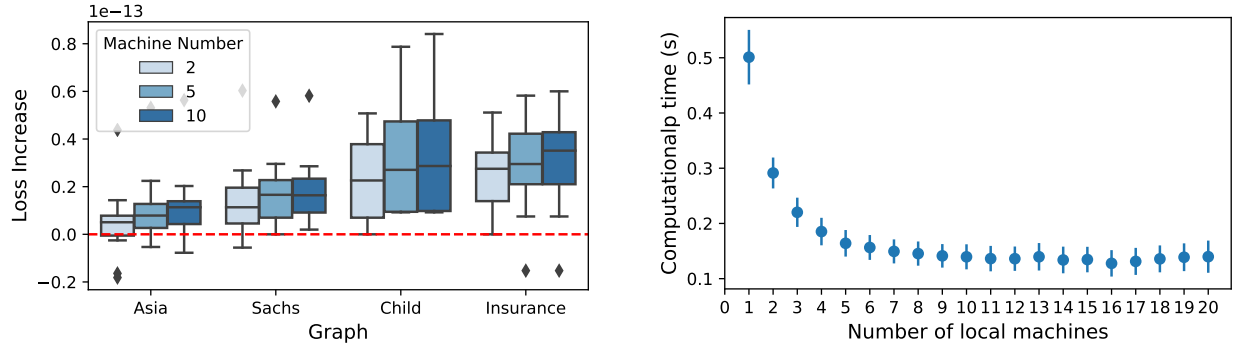 1e−13
Loss Increase
0.8
0.6
0.4
0.2
0.0
−0.2
Machine Number
2
5
10
Asia Sachs Child Insurance
Graph
Computationalp time (s)
0.5
0.4
0.3
0.2
0.1
0 1 2 3 4 5 6 7 8 9 10 11 12 13 14 15 16 17 18 19 20
Number of local machines